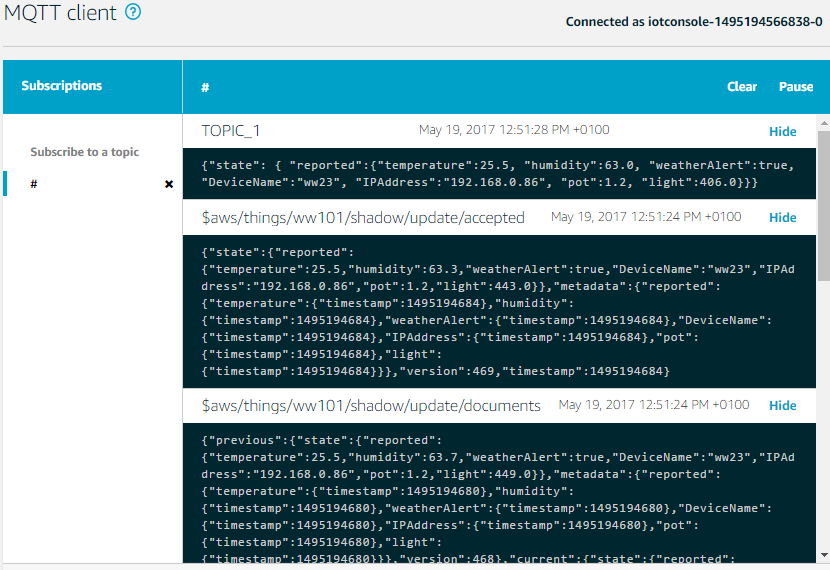 MQTT client ?
Connected as iotconsole-1495194566838-0
Subscriptions
#
Clear
Pause
Subscribe to a topic
#
TOPIC_1
May 19, 2017 12:51:28 PM +0100
Hide
{"state": { "reported":{"temperature":25.5, "humidity":63.0, "weatherAlert":true,
"DeviceName":"ww23", "IPAddress":"192.168.0.86", "pot":1.2, "light":406.0}}}
$aws/things/ww101/shadow/update/accepted
May 19, 2017 12:51:24 PM +0100
Hide
{"state":{"reported":
{"temperature":25.5,"humidity":63.3,"weatherAlert":true,"DeviceName":"ww23","IPAd
dress":"192.168.0.86","pot":1.2,"light":443.0}},"metadata":{"reported":
{"temperature":{"timestamp":1495194684},"humidity":
{"timestamp":1495194684},"weatherAlert":{"timestamp":1495194684},"DeviceName":
{"timestamp":1495194684},"IPAddress":{"timestamp":1495194684},"pot":
{"timestamp":1495194684},"light":
{"timestamp":1495194684}}},"version":469,"timestamp":1495194684}
$aws/things/ww101/shadow/update/documents
May 19, 2017 12:51:24 PM +0100
Hide
{"previous":{"state":{"reported":
{"temperature":25.5,"humidity":63.7,"weatherAlert":true,"DeviceName":"ww23","IPAd
dress":"192.168.0.86","pot":1.2,"light":449.0}},"metadata":{"reported":
{"temperature":{"timestamp":1495194680},"humidity":
{"timestamp":1495194680},"weatherAlert":{"timestamp":1495194680},"DeviceName":
{"timestamp":1495194680},"IPAddress":{"timestamp":1495194680},"pot":
{"timestamp":1495194680},"light":
{"timestamp":1495194680}}},"version":468},"current":{"state":{"reported":